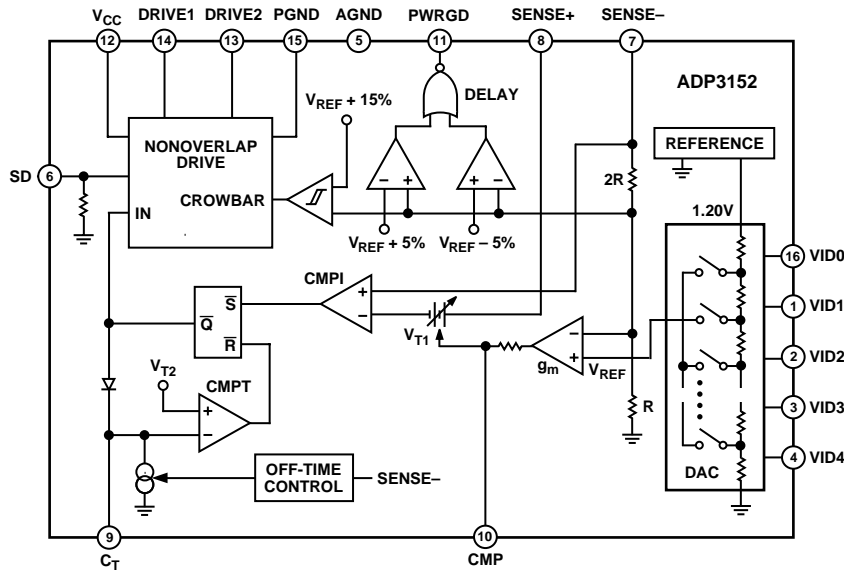 VCC DRIVE1 DRIVE2 PGND AGND PWRGD SENSE+ SENSE–
12 14 13 15 5 11 8 7
ADP3152
DELAY
VREF + 15%
REFERENCE
NONOVERLAP
DRIVE
SD 6
CROWBAR
IN
– +
+ –
2R
1.20V
VREF + 5%
VREF – 5%
16 VID0
CMPI
S
Q
R
+
–
VT1
1 VID1
–
+
gm
VREF
2 VID2
VT2
CMPT
+
–
R
3 VID3
4 VID4
DAC
OFF-TIME
CONTROL
SENSE–
9
CT
10
CMP